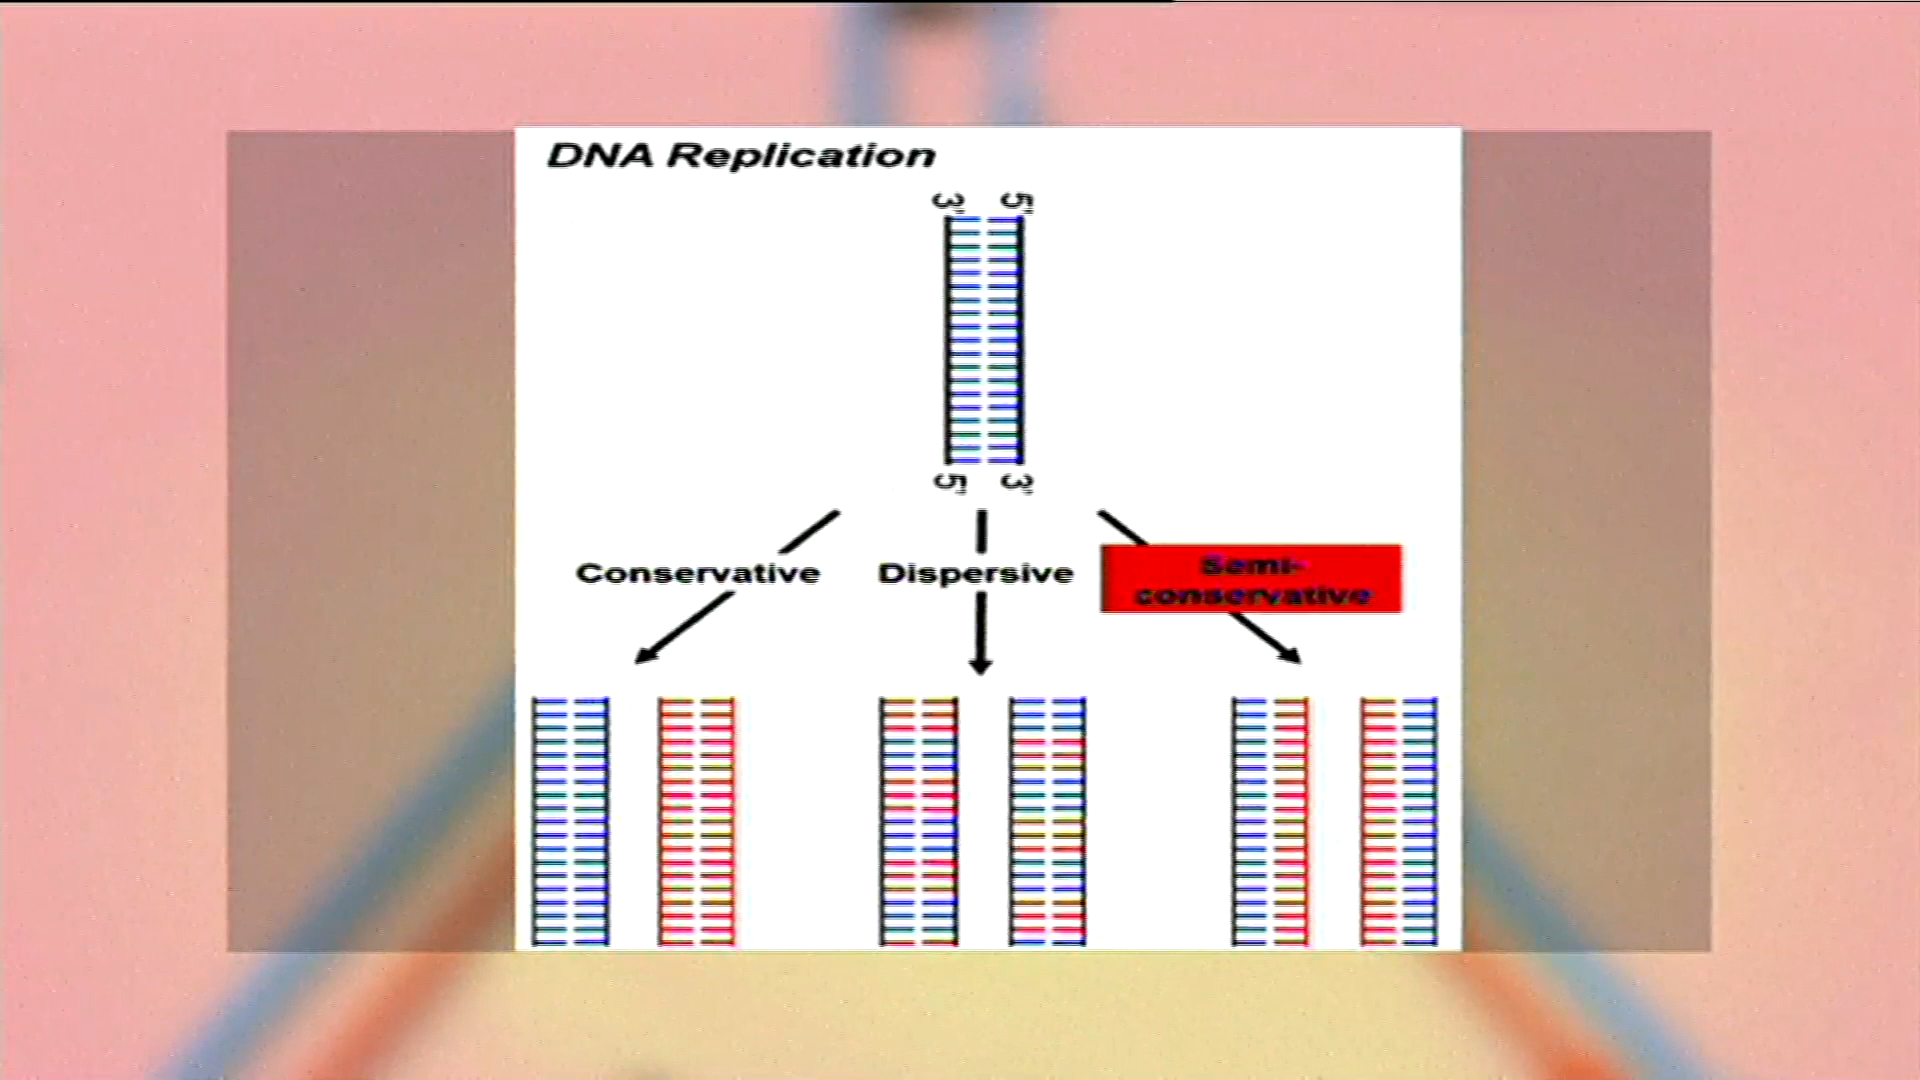 DNA Replication
3' 5'
5' 3'
Conservative Dispersive Semi-
conservative